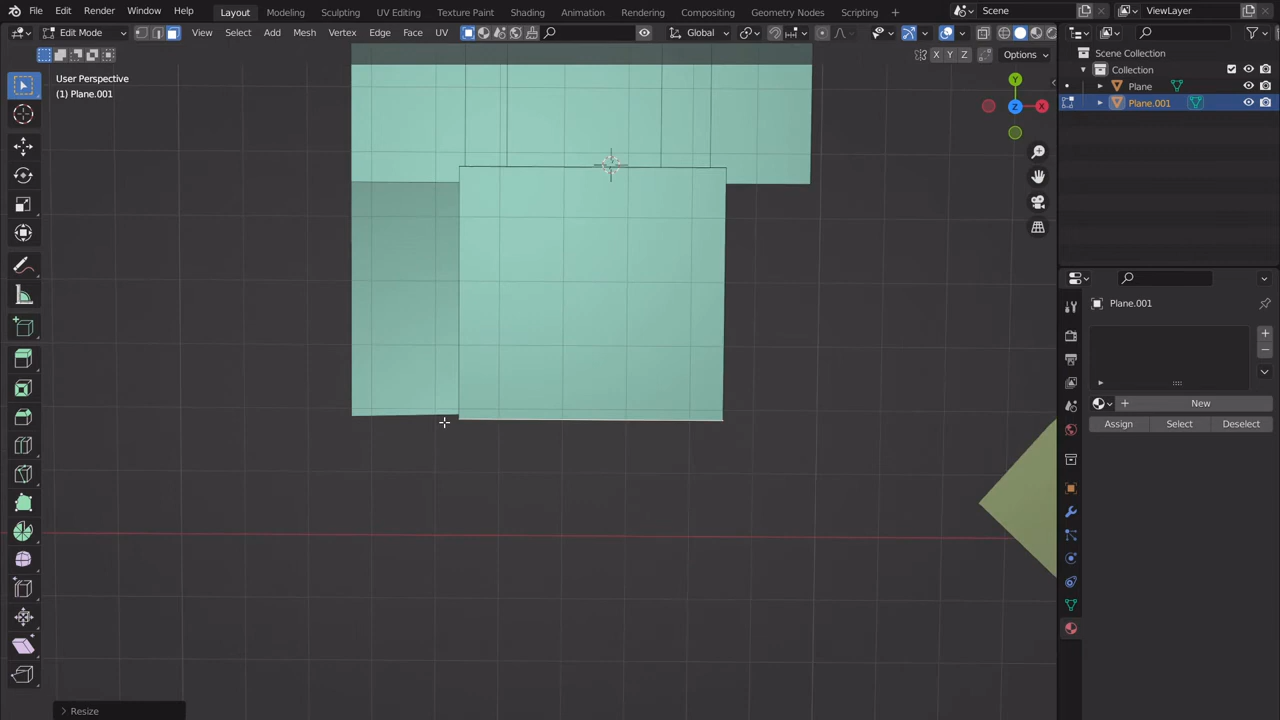 File Edit Render Window Help Layout Modeling Sculpting UV Editing Texture Paint Shading Animation Rendering Compositing Geometry Nodes Scripting + Scene ViewLayer
Edit Mode View Select Add Mesh Vertex Edge Face UV Global
X Y Z Options
User Perspective
(1) Plane.001
Scene Collection
Collection
Plane
Plane.001
Y
Z X
Plane.001
New
Assign Select Deselect
Resize